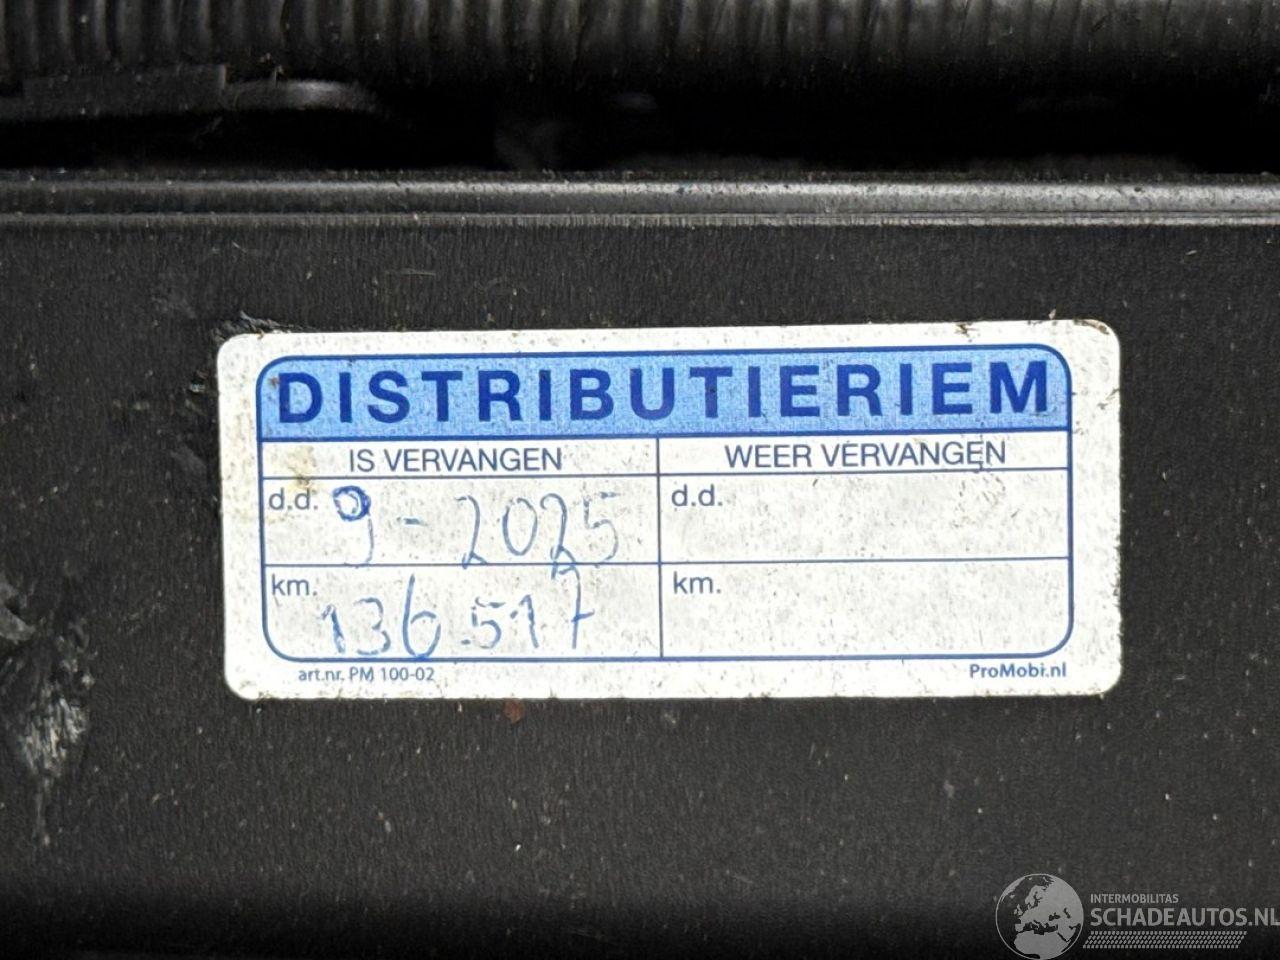 DISTRIBUTIERIEM
IS VERVANGEN WEER VERVANGEN
d.d. 9-2025 d.d.
km. 136.517 km.
art.nr. PM 100-02 ProMobi.nl
INTERMOBILITAS
SCHADEAUTOS.NL